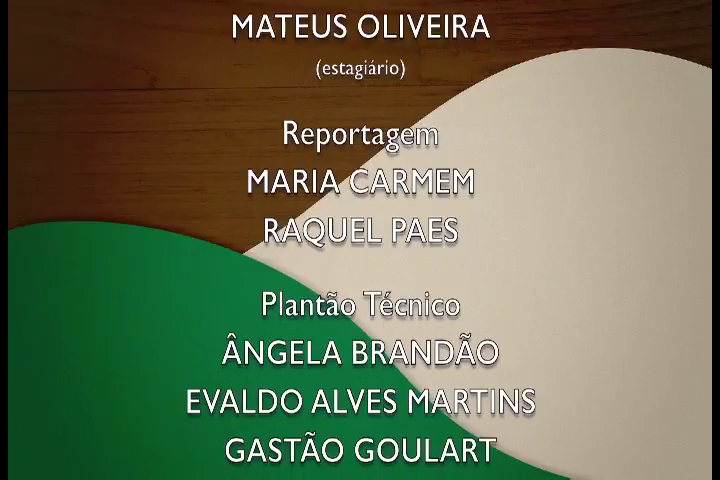 MATEUS OLIVEIRA
(estagiário)
Reportagem
MARIA CARMEM
RAQUEL PAES
Plantão Técnico
ÂNGELA BRANDÃO
EVALDO ALVES MARTINS
GASTÃO GOULART